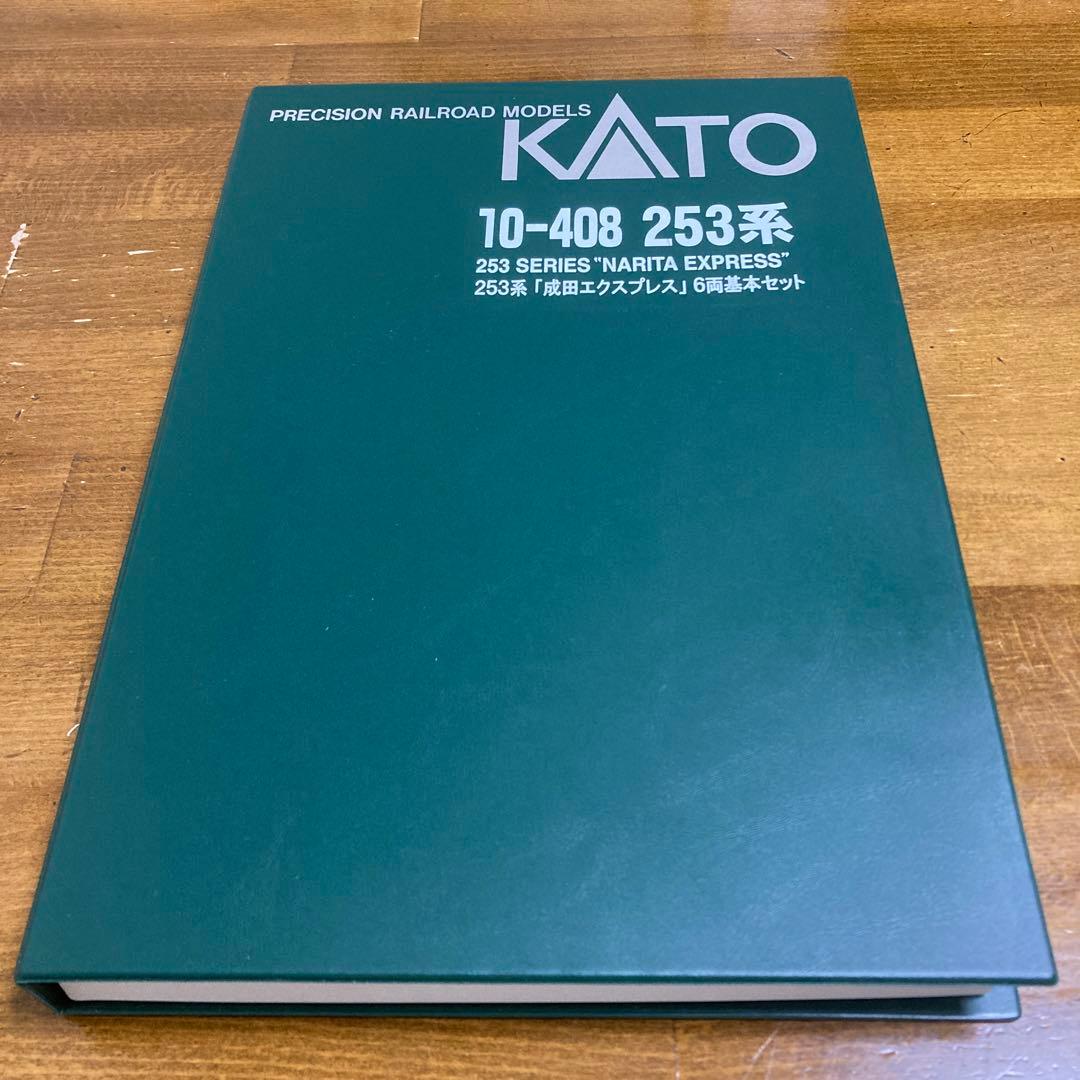 PRECISION RAILROAD MODELS
KATO
10-408 253系
253 SERIES "NARITA EXPRESS"
253系「成田エクスプレス」6両基本セット